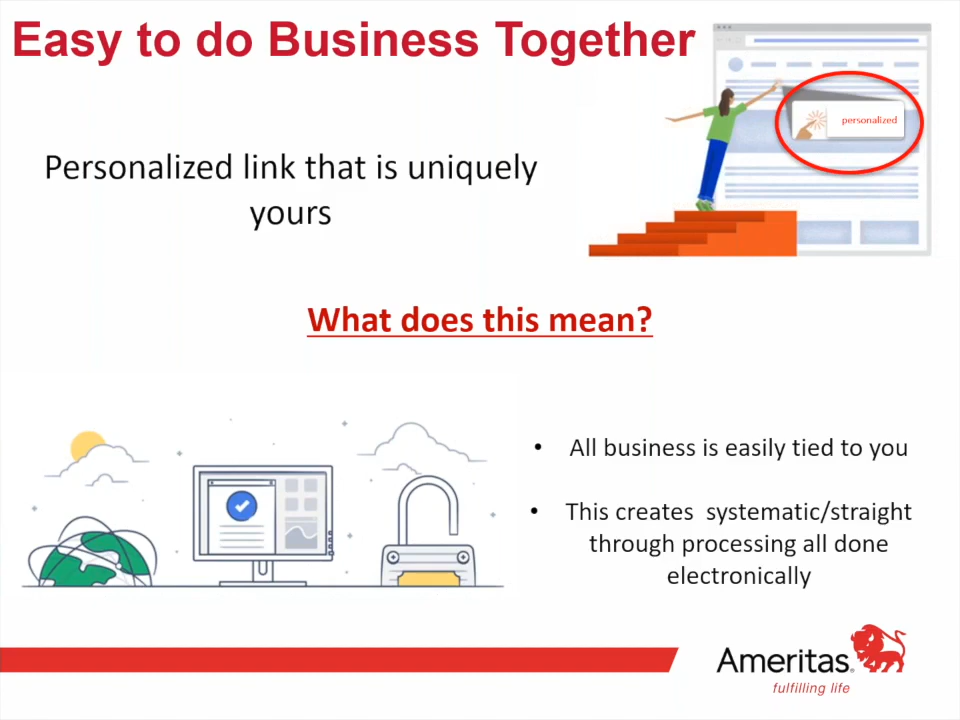 Easy to do Business Together
personalized
Personalized link that is uniquely
yours
What does this mean?
• All business is easily tied to you
• This creates  systematic/straight
through processing all done
electronically
Ameritas®
fulfilling life